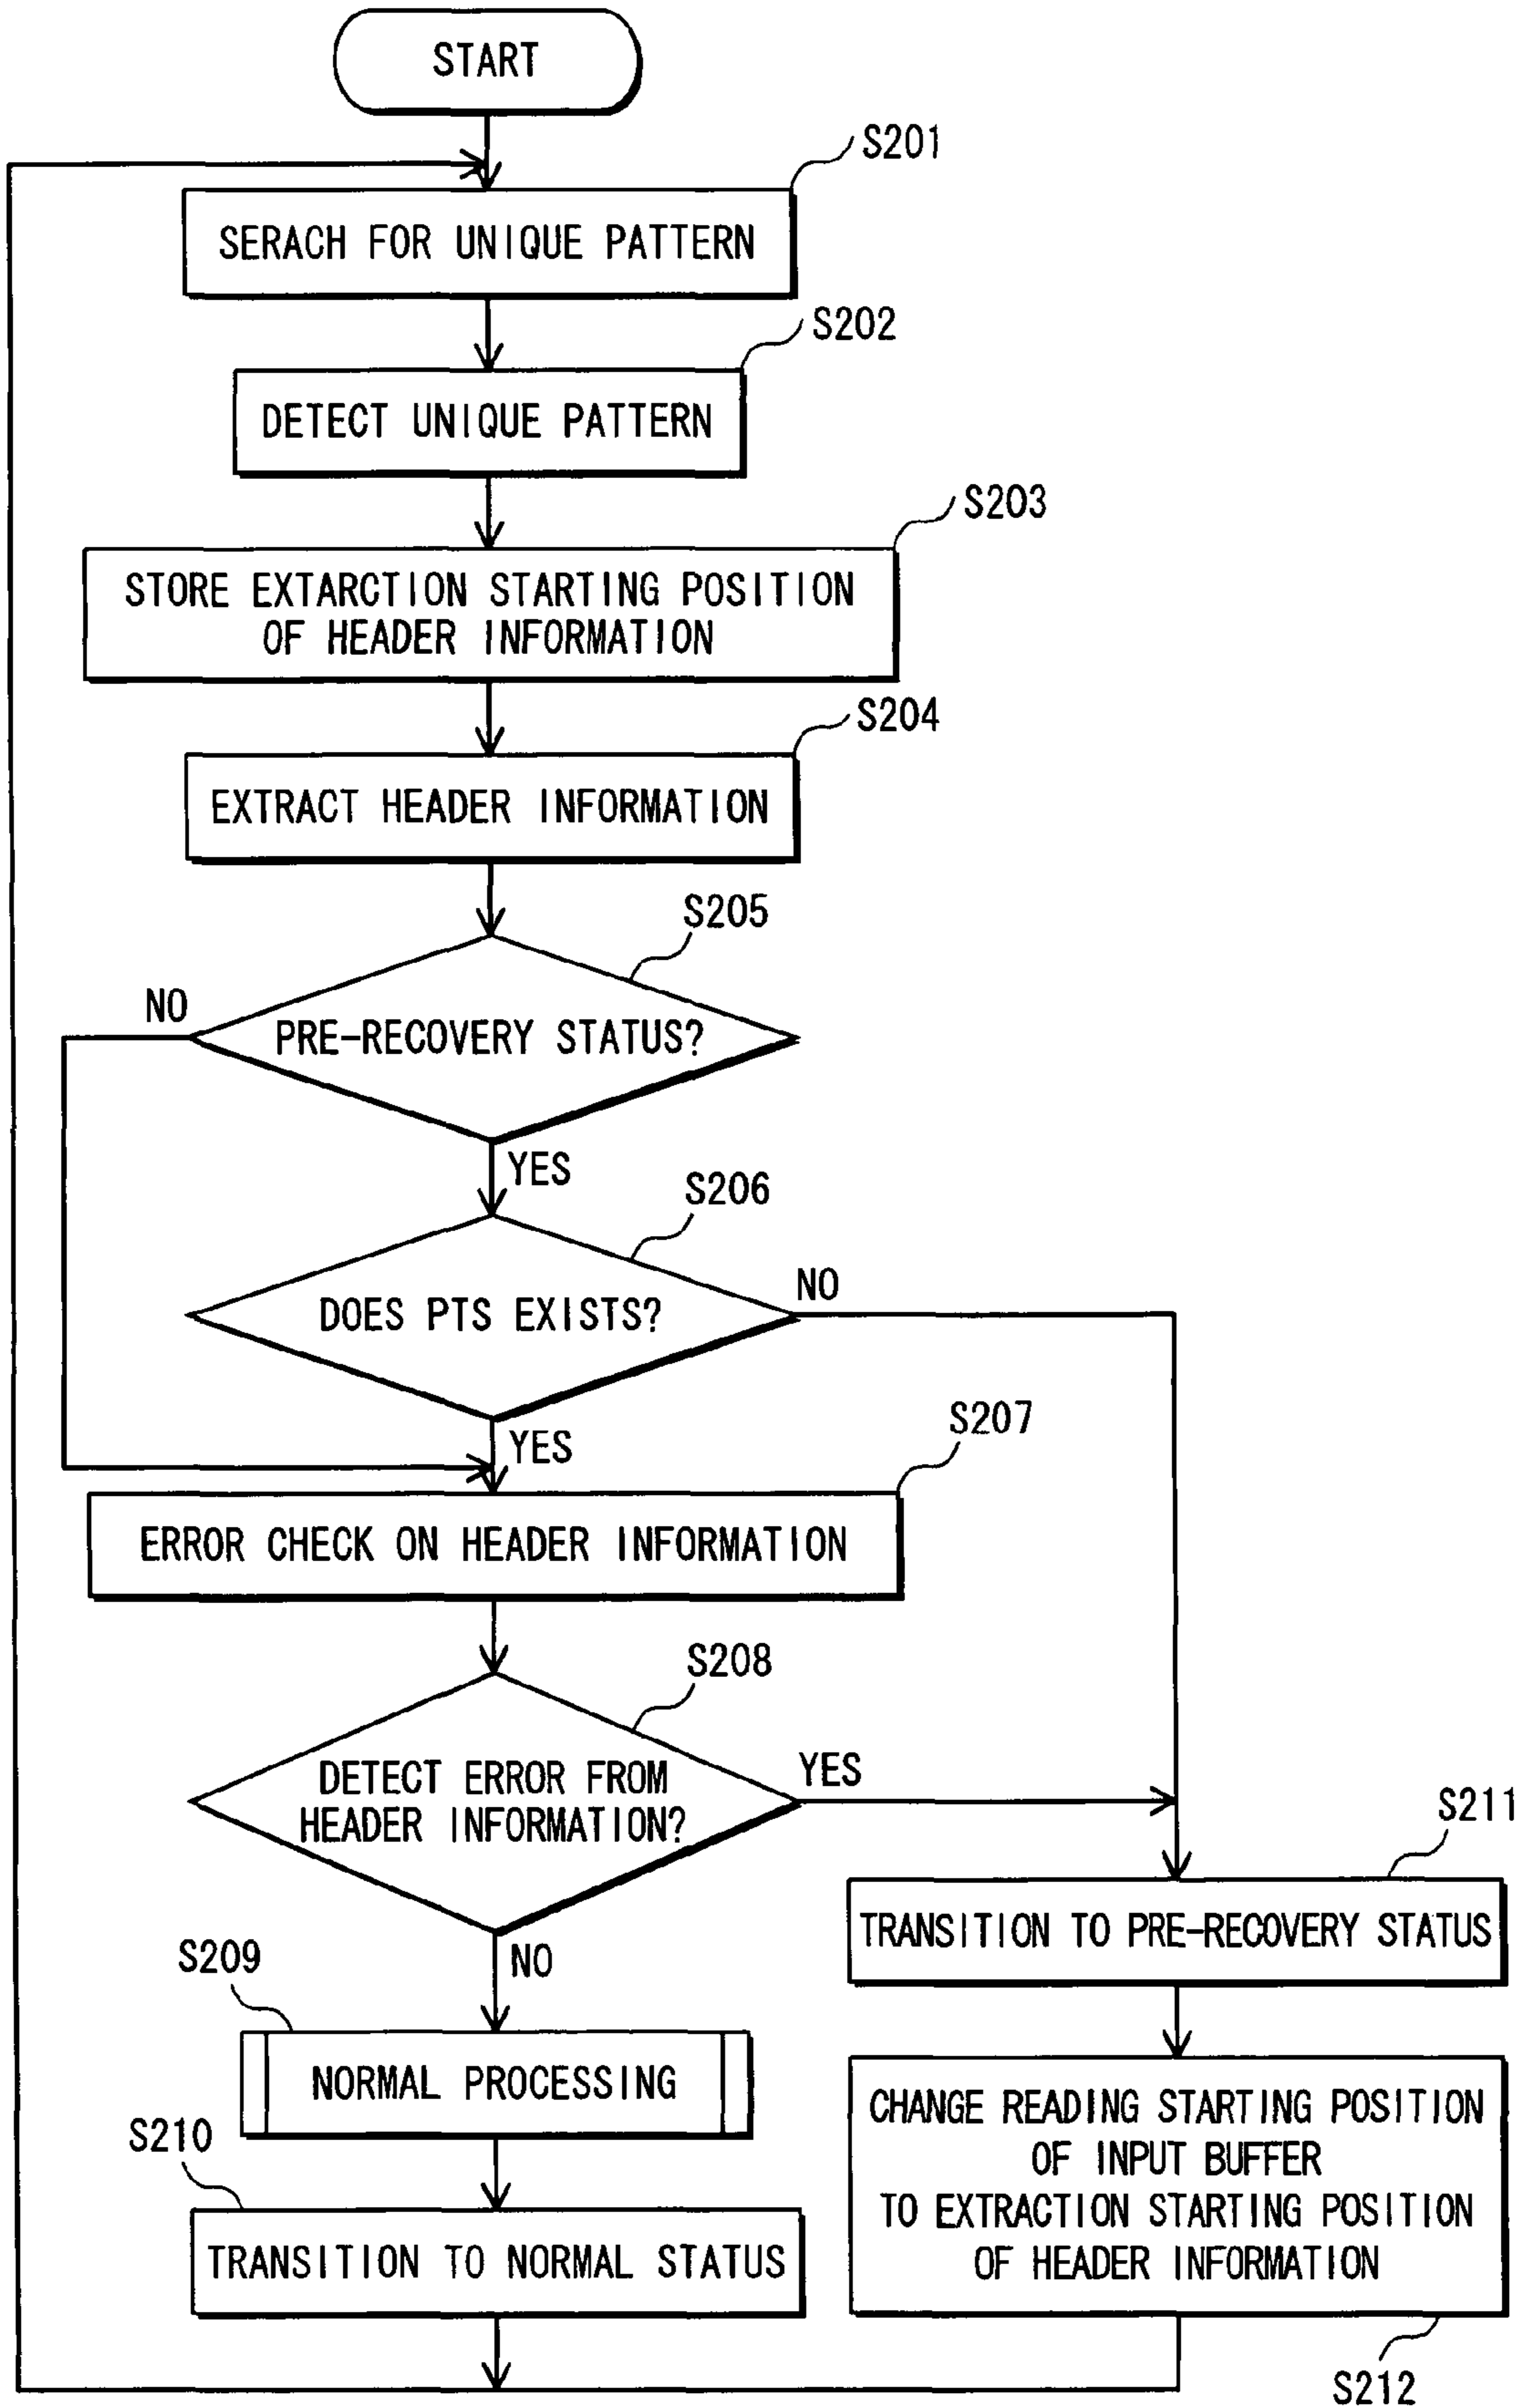 START
S201
SERACH FOR UNIQUE PATTERN
S202
DETECT UNIQUE PATTERN
S203
STORE EXTARCTION STARTING POSITION
OF HEADER INFORMATION
S204
EXTRACT HEADER INFORMATION
S205
NO
PRE-RECOVERY STATUS?
YES
S206
NO
DOES PTS EXISTS?
YES
S207
ERROR CHECK ON HEADER INFORMATION
S208
DETECT ERROR FROM
HEADER INFORMATION?
YES
NO
S211
TRANSITION TO PRE-RECOVERY STATUS
S209
NORMAL PROCESSING
S210
TRANSITION TO NORMAL STATUS
CHANGE READING STARTING POSITION
OF INPUT BUFFER
TO EXTRACTION STARTING POSITION
OF HEADER INFORMATION
S212